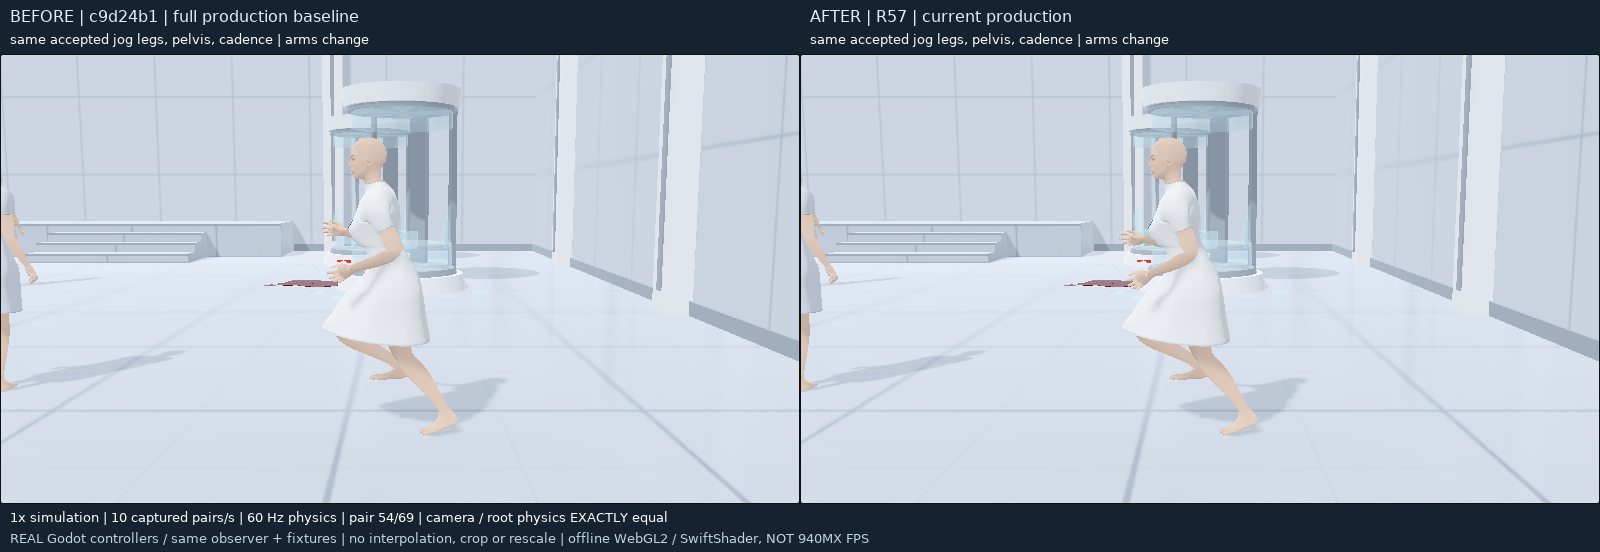 BEFORE | c9d24b1 | full production baseline
same accepted jog legs, pelvis, cadence | arms change
AFTER | R57 | current production
same accepted jog legs, pelvis, cadence | arms change
1x simulation | 10 captured pairs/s | 60 Hz physics | pair 54/69 | camera / root physics EXACTLY equal
REAL Godot controllers / same observer + fixtures | no interpolation, crop or rescale | offline WebGL2 / SwiftShader, NOT 940MX FPS